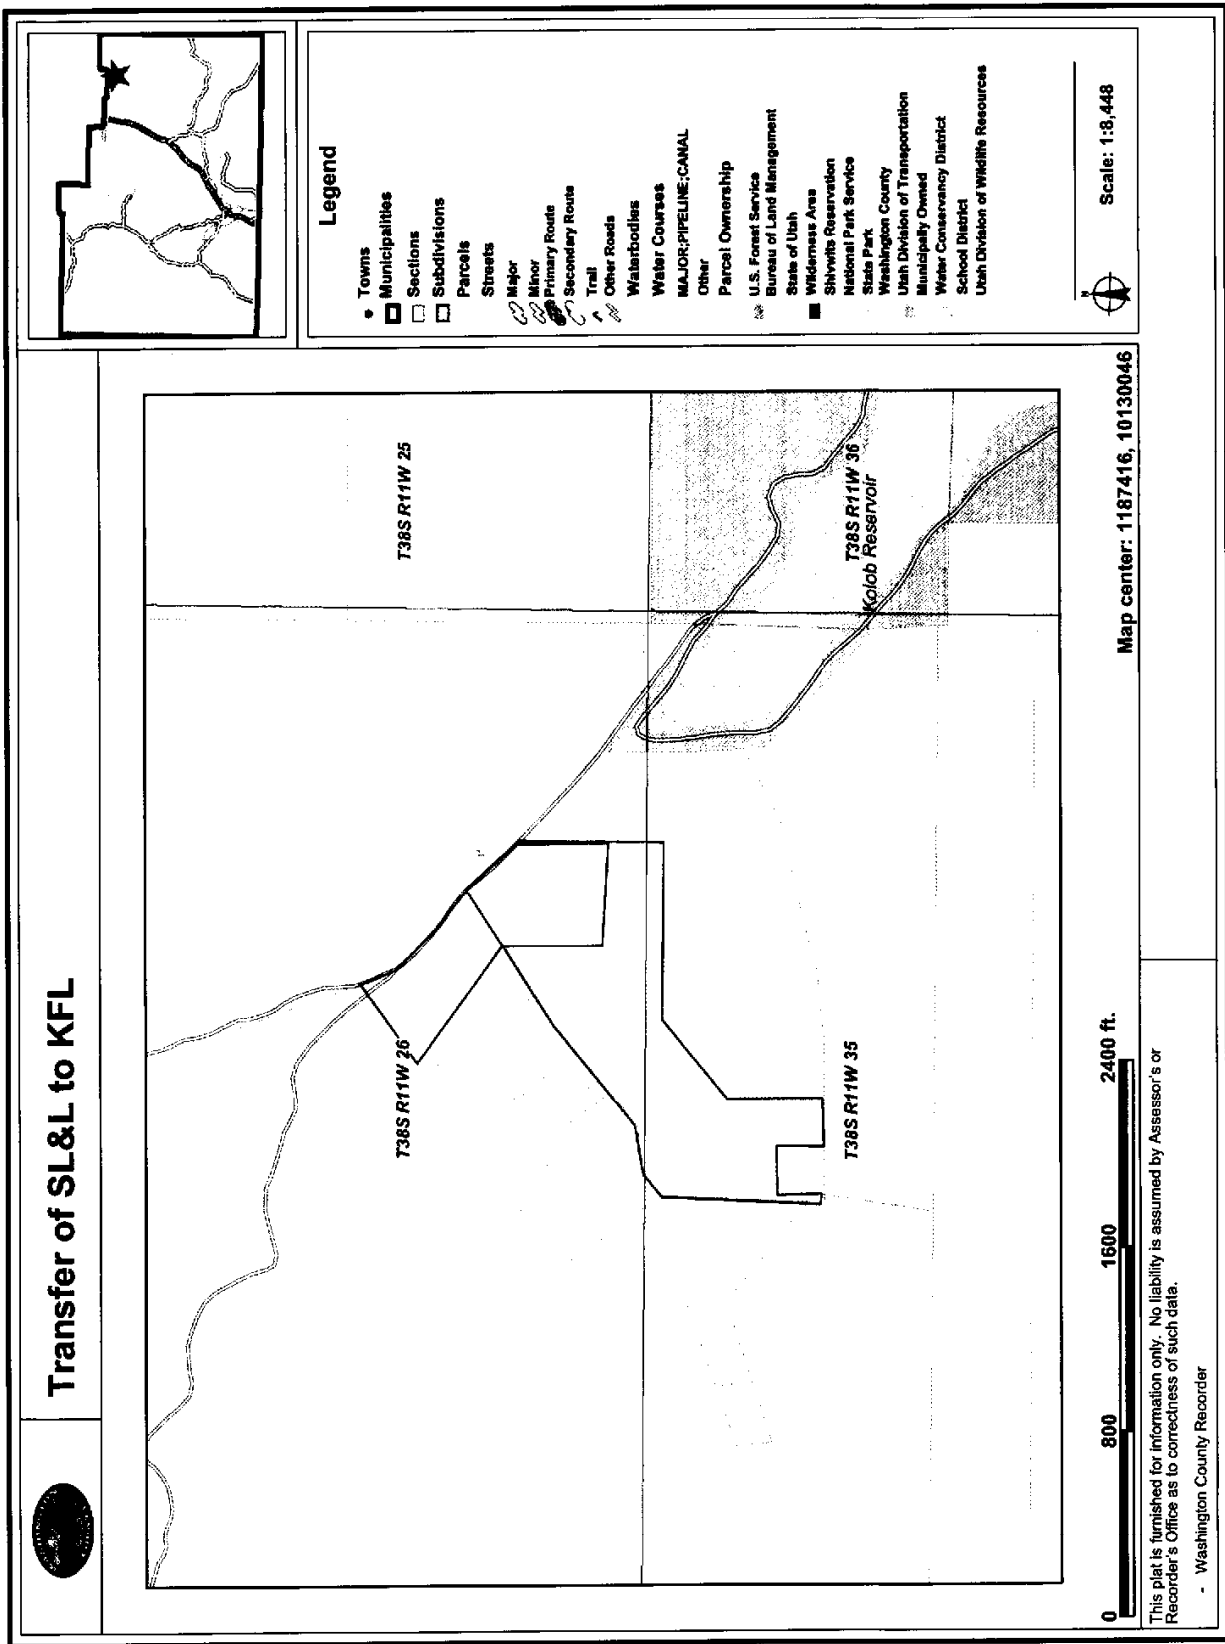 Transfer of SL&L to KFL
T38S R11W 25
T38S R11W 26
T38S R11W 36
Kolob Reservoir
T38S R11W 35
Legend
Towns
Municipalities
Sections
Subdivisions
Parcels
Streets
Major
Minor
Primary Route
Secondary Route
Trail
Other Roads
Waterbodies
Water Courses
MAJOR;PIPELINE;CANAL
Other
Parcel Ownership
U.S. Forest Service
Bureau of Land Management
State of Utah
Wilderness Area
Shivwits Reservation
National Park Service
State Park
Washington County
Utah Division of Transportation
Municipally Owned
Water Conservancy District
School District
Utah Division of Wildlife Resources
N
Scale: 1:8,448
0 800 1600 2400 ft.
Map center: 1187416, 10130046
This plat is furnished for information only. No liability is assumed by Assessor's or
Recorder's Office as to correctness of such data.
- Washington County Recorder